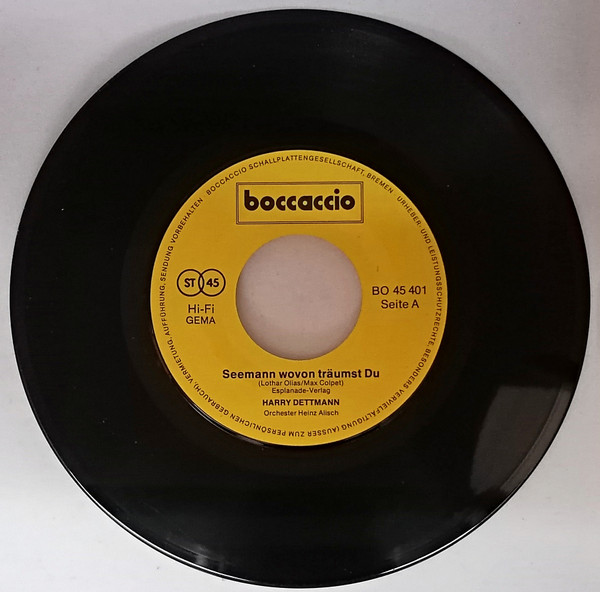 BOCCACCIO SCHALLPLATTENGESELLSCHAFT, BREMEN · URHEBER- UND LEISTUNGSSCHUTZRECHTE, BESONDERS VERVIELFÄLTIGUNG (AUSSER ZUM PERSÖNLICHEN GEBRAUCH), VERMIETUNG, AUFFÜHRUNG, SENDUNG VORBEHALTEN ·
boccaccio
ST 45
Hi-Fi
GEMA
BO 45 401
Seite A
Seemann wovon träumst Du
(Lothar Olias/Max Colpet)
Esplanade-Verlag
HARRY DETTMANN
Orchester Heinz Alisch